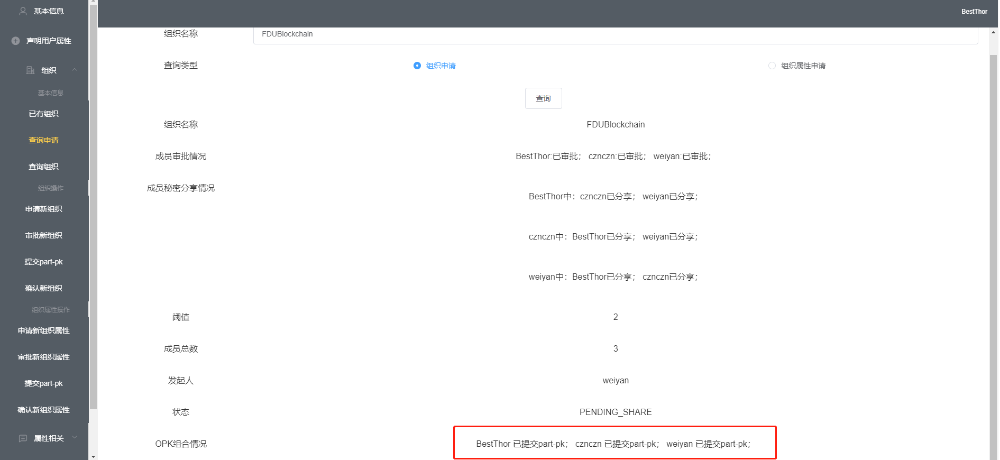 基本信息
声明用户属性
组织
基本信息
已有组织
查询申请
查询组织
组织操作
申请新组织
审批新组织
提交part-pk
确认新组织
组织属性操作
申请新组织属性
审批新组织属性
提交part-pk
确认新组织属性
属性相关
BestThor
组织名称 FDUBlockchain
查询类型 组织申请 组织属性申请
查询
组织名称 FDUBlockchain
成员审批情况 BestThor:已审批； cznczn:已审批； weiyan:已审批；
成员秘密分享情况
BestThor中：cznczn已分享； weiyan已分享；
cznczn中：BestThor已分享； weiyan已分享；
weiyan中：BestThor已分享； cznczn已分享；
阈值 2
成员总数 3
发起人 weiyan
状态 PENDING_SHARE
OPK组合情况 BestThor 已提交part-pk； cznczn 已提交part-pk； weiyan 已提交part-pk；